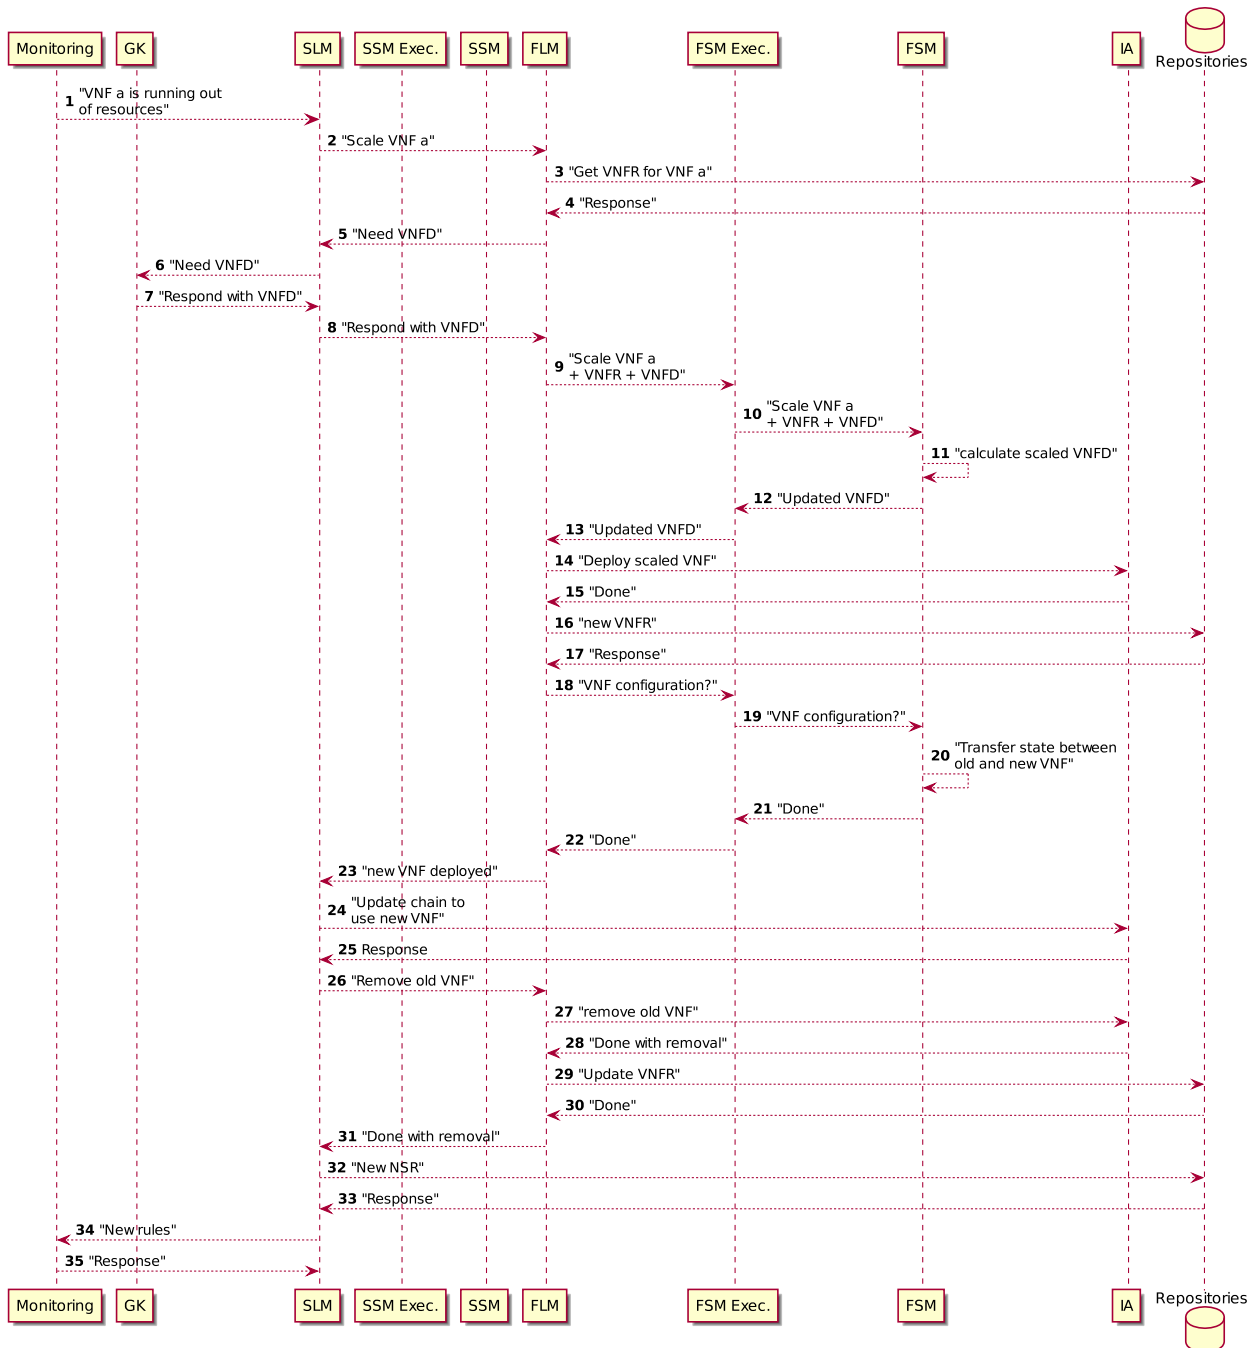 Monitoring
GK
SLM
SSM Exec.
SSM
FLM
FSM Exec.
FSM
IA
Repositories
1 "VNF a is running out
of resources"
2 "Scale VNF a"
3 "Get VNFR for VNF a"
4 "Response"
5 "Need VNFD"
6 "Need VNFD"
7 "Respond with VNFD"
8 "Respond with VNFD"
9 "Scale VNF a
+ VNFR + VNFD"
10 "Scale VNF a
+ VNFR + VNFD"
11 "calculate scaled VNFD"
12 "Updated VNFD"
13 "Updated VNFD"
14 "Deploy scaled VNF"
15 "Done"
16 "new VNFR"
17 "Response"
18 "VNF configuration?"
19 "VNF configuration?"
20 "Transfer state between
old and new VNF"
21 "Done"
22 "Done"
23 "new VNF deployed"
24 "Update chain to
use new VNF"
25 Response
26 "Remove old VNF"
27 "remove old VNF"
28 "Done with removal"
29 "Update VNFR"
30 "Done"
31 "Done with removal"
32 "New NSR"
33 "Response"
34 "New rules"
35 "Response"
Monitoring
GK
SLM
SSM Exec.
SSM
FLM
FSM Exec.
FSM
IA
Repositories